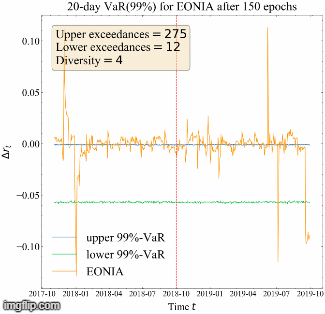 20-day VaR(99%) for EONIA after 150 epochs
Upper exceedances = 275
Lower exceedances = 12
Diversity = 4
0.10
0.05
0.00
−0.05
−0.10
Δrₜ
upper 99%-VaR
lower 99%-VaR
EONIA
2017-10 2018-01 2018-04 2018-07 2018-10 2019-01 2019-04 2019-07 2019-10
Time t
imgflip.com